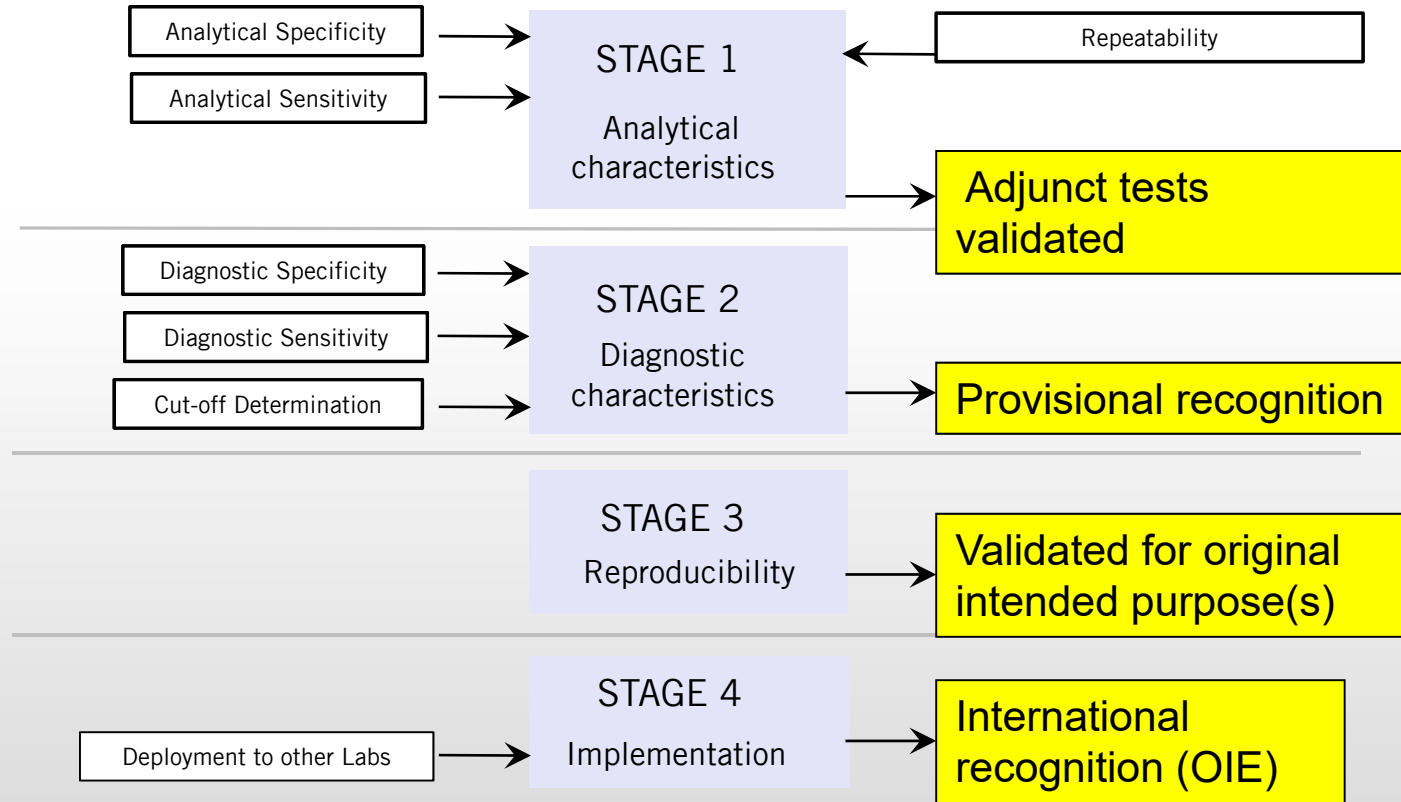 Analytical Specificity
Analytical Sensitivity
STAGE 1
Analytical
characteristics
Repeatability
Adjunct tests
validated
Diagnostic Specificity
Diagnostic Sensitivity
Cut-off Determination
STAGE 2
Diagnostic
characteristics
Provisional recognition
STAGE 3
Reproducibility
Validated for original
intended purpose(s)
Deployment to other Labs
STAGE 4
Implementation
International
recognition (OIE)